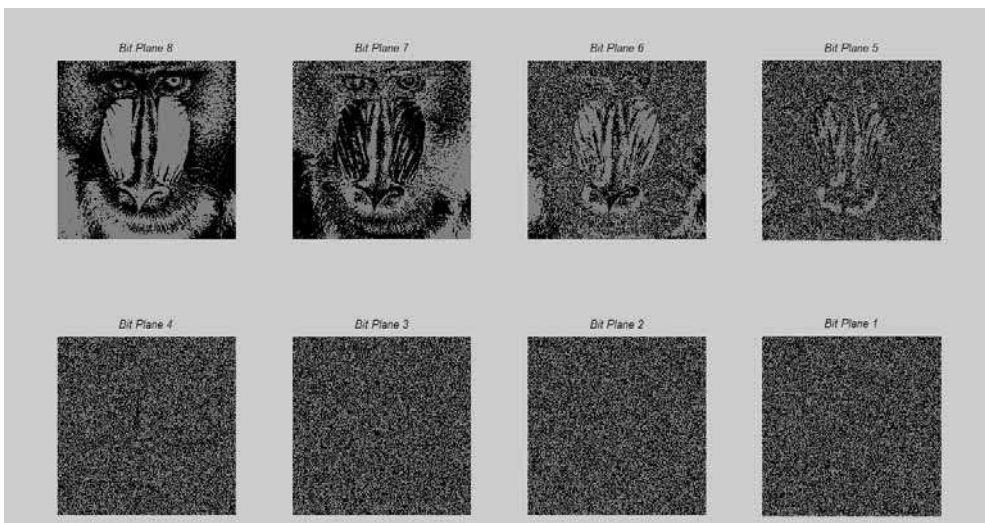 Bit Plane 8
Bit Plane 7
Bit Plane 6
Bit Plane 5
Bit Plane 4
Bit Plane 3
Bit Plane 2
Bit Plane 1